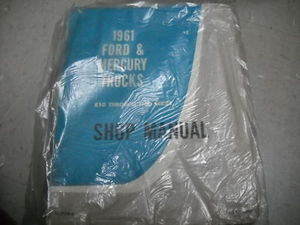 1961
FORD &
MERCURY
TRUCKS
SHOP MANUAL